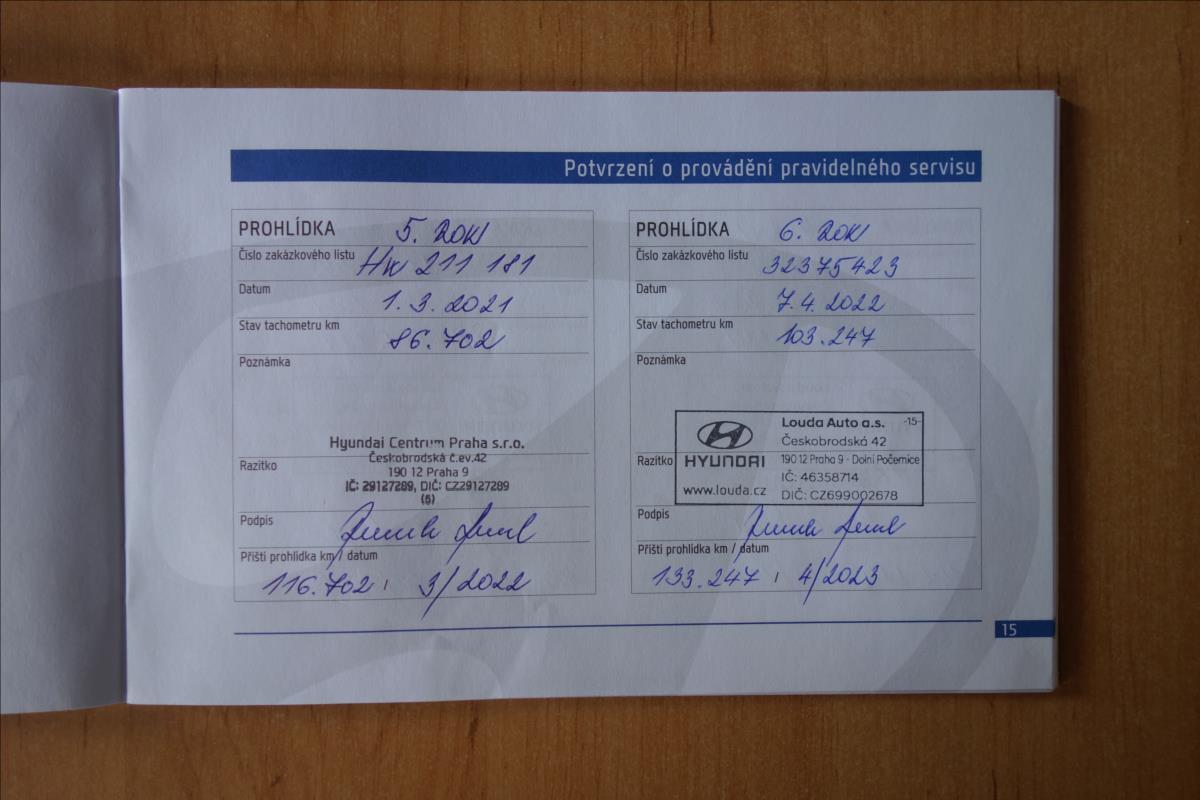 Potvrzení o provádění pravidelného servisu
PROHLÍDKA 5. ROK
Číslo zakázkového listu HK 211 181
Datum 1. 3. 2021
Stav tachometru km 86.702
Poznámka
Hyundai Centrum Praha s.r.o.
Českobrodská č.ev.42
Razítko 190 12 Praha 9
IČ: 29127289, DIČ: CZ29127289
(5)
Podpis
Příští prohlídka km / datum
116.702 / 3/2022
PROHLÍDKA 6. ROK
Číslo zakázkového listu 32375423
Datum 7.4. 2022
Stav tachometru km 103.247
Poznámka
Louda Auto a.s. -15-
Českobrodská 42
Razítko HYUNDAI 190 12 Praha 9 - Dolní Počernice
IČ: 46358714
www.louda.cz DIČ: CZ699002678
Podpis
Příští prohlídka km / datum
133.247 / 4/2023
15